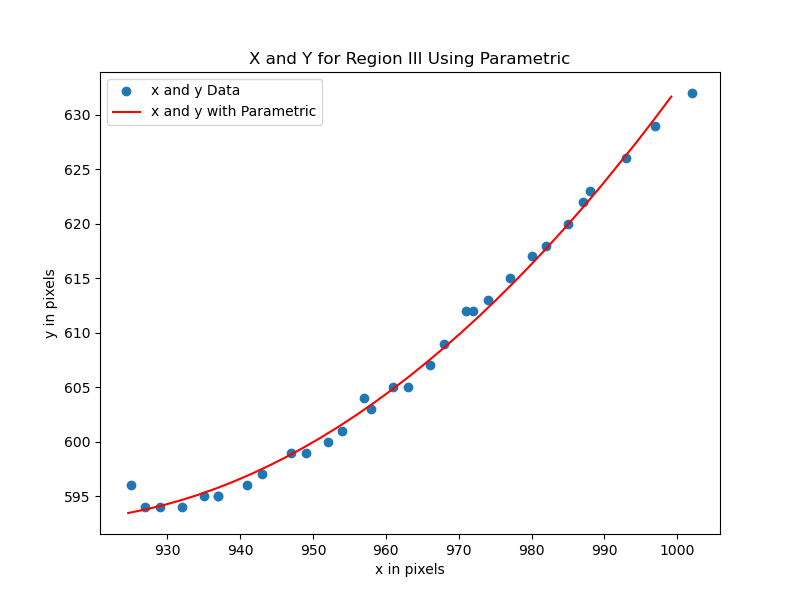 X and Y for Region III Using Parametric
x and y Data
x and y with Parametric
630
625
620
615
610
605
600
595
y in pixels
930 940 950 960 970 980 990 1000
x in pixels